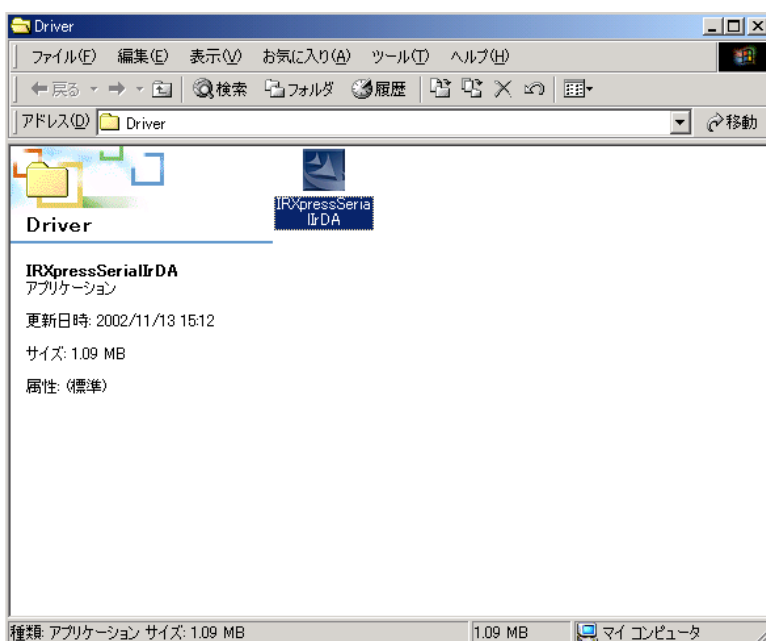 Driver
ファイル(F) 編集(E) 表示(V) お気に入り(A) ツール(T) ヘルプ(H)
戻る 検索 フォルダ 履歴
アドレス(D) Driver 移動
IRXpressSeria
lIrDA
Driver
IRXpressSerialIrDA
アプリケーション
更新日時: 2002/11/13 15:12
サイズ: 1.09 MB
属性: (標準)
種類: アプリケーション サイズ: 1.09 MB 1.09 MB マイ コンピュータ